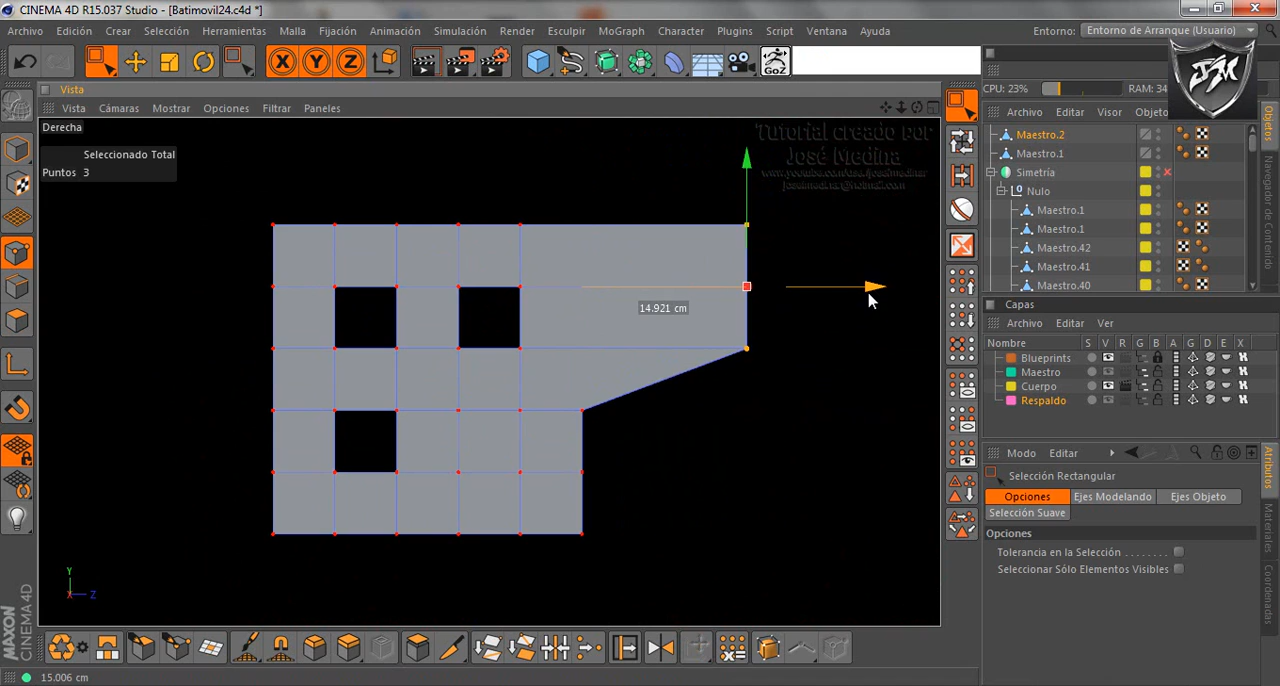 CINEMA 4D R15.037 Studio - [Batimovil24.c4d *]
Archivo Edición Crear Selección Herramientas Malla Fijación Animación Simulación Render Esculpir MoGraph Character Plugins Script Ventana Ayuda Entorno: Entorno de Arranque (Usuario)
X Y Z GoZ
Vista
CPU: 23% RAM: 34
JM
Vista Cámaras Mostrar Opciones Filtrar Paneles
Archivo Editar Visor Objeto
Derecha
Tutorial creado por
José Medina
Seleccionado Total
Puntos 3
14.921 cm
Y
X Z
Maestro.2
Maestro.1
Simetría
Nulo
Maestro.1
Maestro.1
Maestro.42
Maestro.41
Maestro.40
Objetos
Navegador de Contenido
Capas
Archivo Editar Ver
Nombre S V R L G M A G D E X
Blueprints
Maestro
Cuerpo
Respaldo
Modo Editar
Selección Rectangular
Opciones Ejes Modelando Ejes Objeto
Selección Suave
Opciones
Tolerancia en la Selección
Seleccionar Sólo Elementos Visibles
Atributos
Materiales
Coordenadas
MAXON
CINEMA 4D
15.006 cm